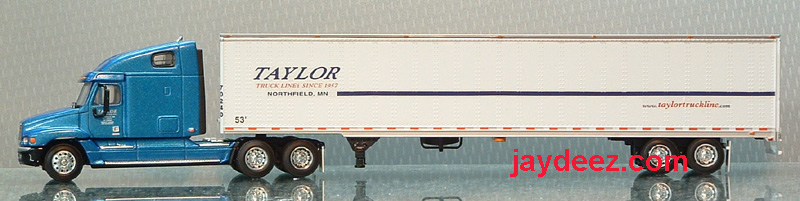 TAYLOR
TRUCK LINES SINCE 1957
NORTHFIELD, MN
53'
www.taylortruckline.com
jaydeez.com